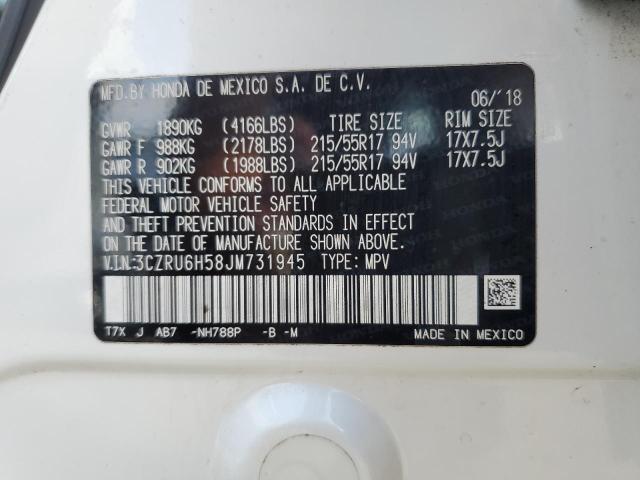 MFD.BY HONDA DE MEXICO S.A. DE C.V.
06/'18
GVWR 1890KG (4166LBS) TIRE SIZE RIM SIZE
GAWR F 988KG (2178LBS) 215/55R17 94V 17X7.5J
GAWR R 902KG (1988LBS) 215/55R17 94V 17X7.5J
THIS VEHICLE CONFORMS TO ALL APPLICABLE
FEDERAL MOTOR VEHICLE SAFETY
AND THEFT PREVENTION STANDARDS IN EFFECT
ON THE DATE OF MANUFACTURE SHOWN ABOVE.
V.I.N:3CZRU6H58JM731945 TYPE: MPV
T7X J AB7 -NH788P -B -M
MADE IN MEXICO